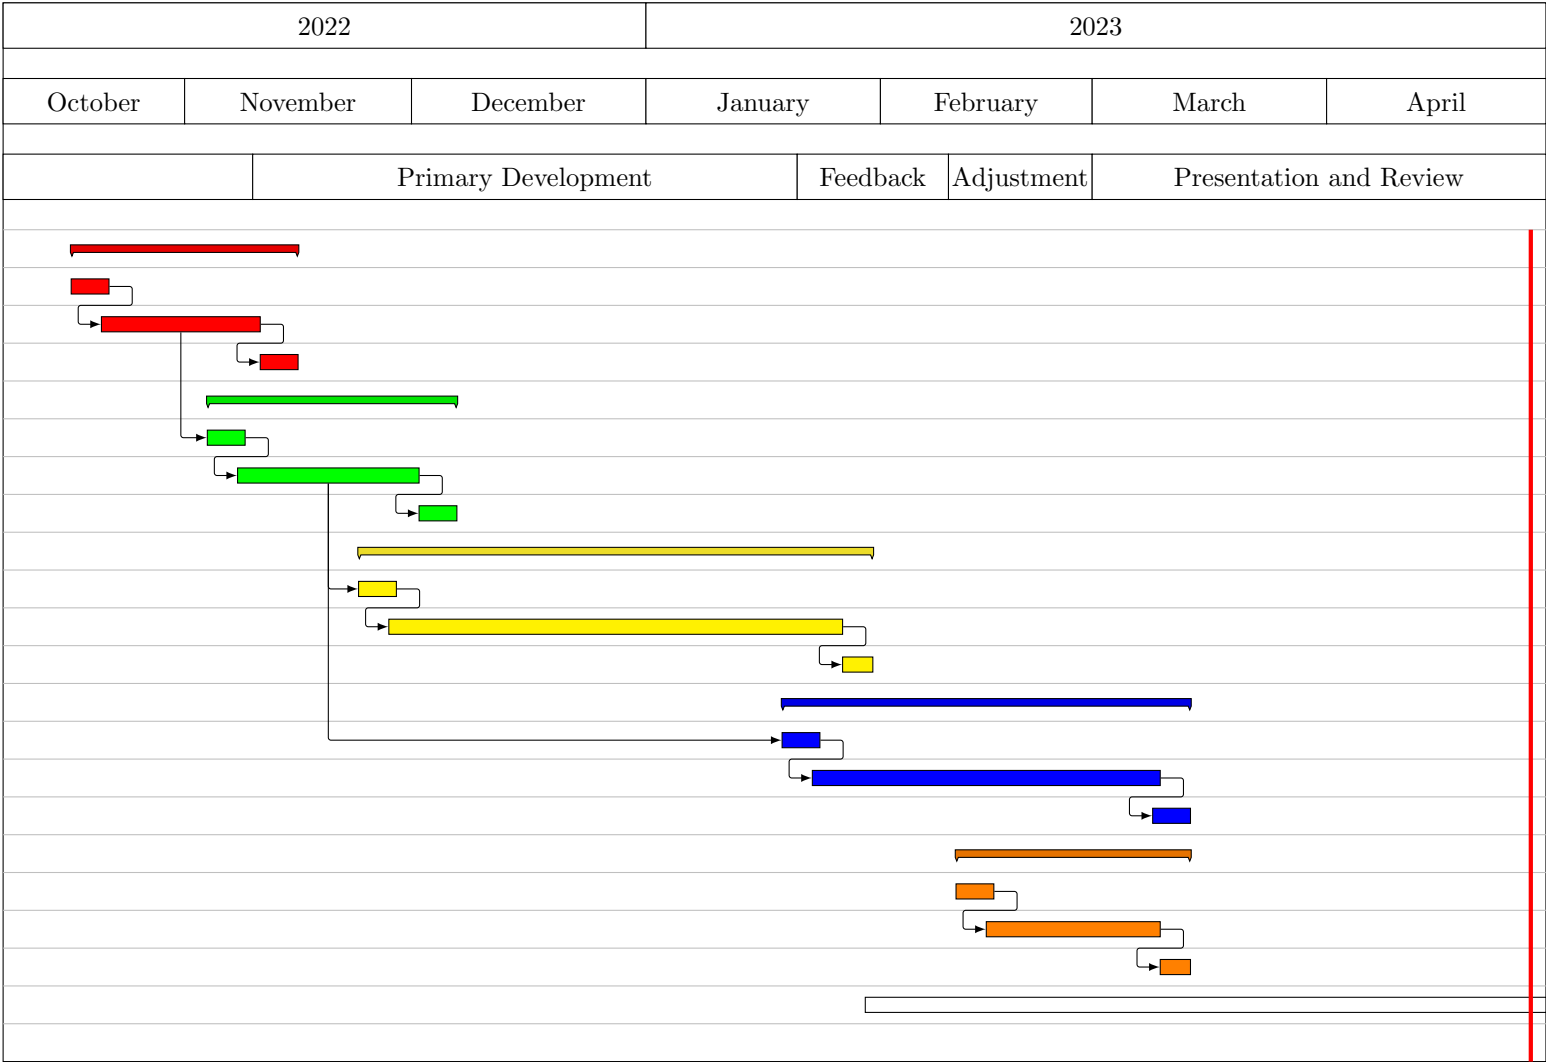 2022 2023
October November December January February March April
Primary Development Feedback Adjustment Presentation and Review